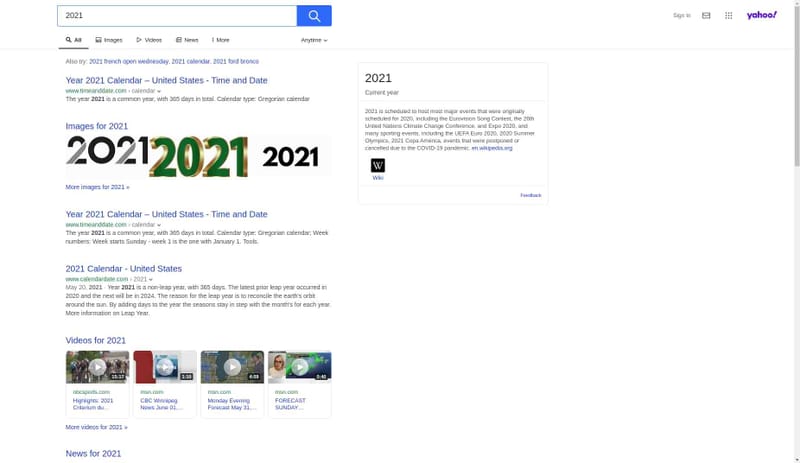 2021
Sign in
yahoo!
All
Images
Videos
News
More
Anytime
Also try: 2021 french open wednesday, 2021 calendar, 2021 ford bronco
Year 2021 Calendar – United States - Time and Date
www.timeanddate.com › calendar
The year 2021 is a common year, with 365 days in total. Calendar type: Gregorian calendar
Images for 2021
2021
2021
2021
More images for 2021 »
Year 2021 Calendar – United States - Time and Date
www.timeanddate.com › calendar
The year 2021 is a common year, with 365 days in total. Calendar type: Gregorian calendar; Week
numbers: Week starts Sunday - week 1 is the one with January 1. Tools.
2021 Calendar - United States
www.calendardate.com › 2021
May 20, 2021 · Year 2021 is a non-leap year, with 365 days. The latest prior leap year occurred in
2020 and the next will be in 2024. The reason for the leap year is to reconcile the earth's orbit
around the sun. By adding days to the year the seasons stay in step with the month's for each year.
More information on Leap Year.
Videos for 2021
15:17
4:59
0:40
nbcsports.com
Highlights: 2021
Criterium du...
msn.com
CBC Winnipeg
News June 01,...
msn.com
Monday Evening
Forecast May 31,...
msn.com
FORECAST
SUNDAY...
More videos for 2021 »
News for 2021
2021
Current year
2021 is scheduled to host most major events that were originally
scheduled for 2020, including the Eurovision Song Contest, the 26th
United Nations Climate Change Conference, and Expo 2020, and
many sporting events, including the UEFA Euro 2020, 2020 Summer
Olympics, 2021 Copa America, events that were postponed or
cancelled due to the COVID-19 pandemic. en.wikipedia.org
W
Wiki
Feedback